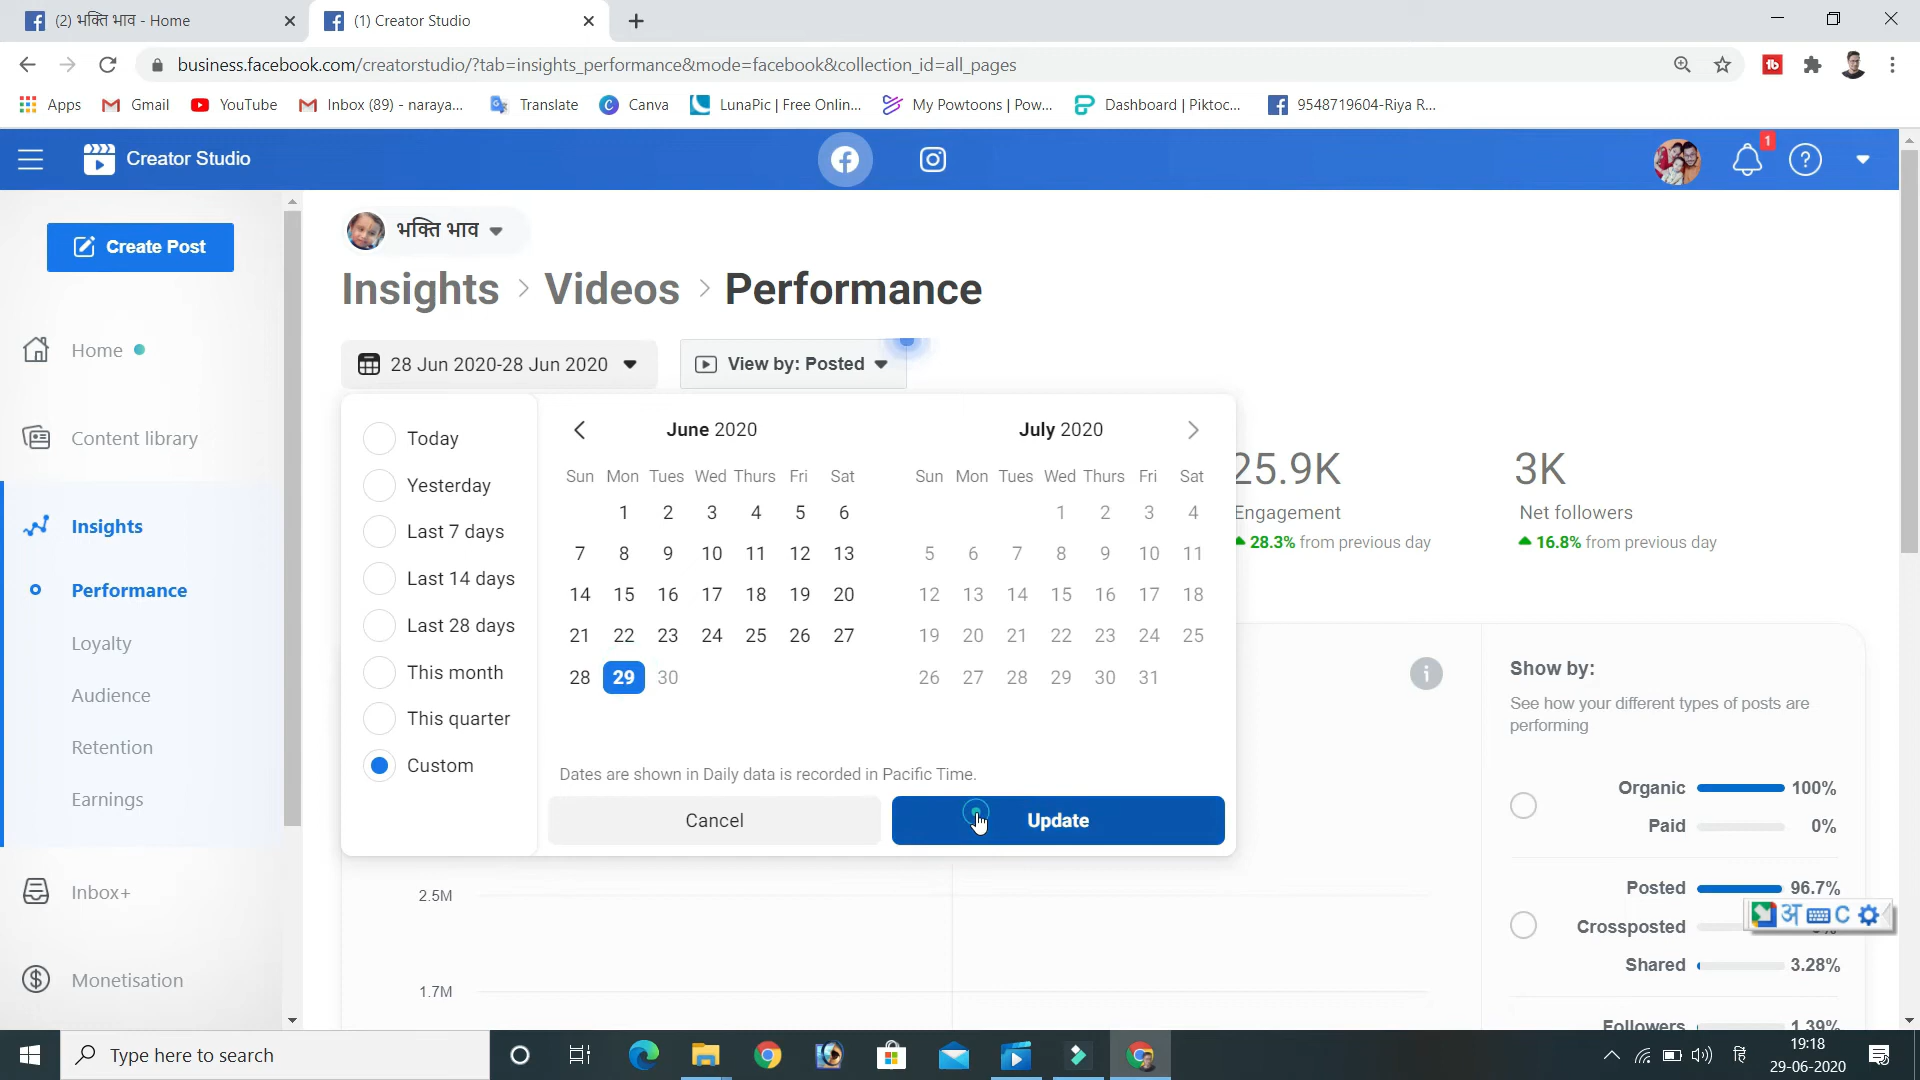 (2) भक्ति भाव - Home
(1) Creator Studio
business.facebook.com/creatorstudio/?tab=insights_performance&mode=facebook&collection_id=all_pages
Apps
Gmail
YouTube
Inbox (89) - naraya...
Translate
Canva
LunaPic | Free Onlin...
My Powtoons | Pow...
Dashboard | Piktoc...
9548719604-Riya R...
Creator Studio
1
Create Post
भक्ति भाव
Insights > Videos > Performance
Home
28 Jun 2020-28 Jun 2020
View by: Posted
Content library
Insights
Performance
Loyalty
Audience
Retention
Earnings
Inbox+
Monetisation
Today
Yesterday
Last 7 days
Last 14 days
Last 28 days
This month
This quarter
Custom
June 2020
Sun Mon Tues Wed Thurs Fri Sat
1 2 3 4 5 6
7 8 9 10 11 12 13
14 15 16 17 18 19 20
21 22 23 24 25 26 27
28 29 30
July 2020
Sun Mon Tues Wed Thurs Fri Sat
1 2 3 4
5 6 7 8 9 10 11
12 13 14 15 16 17 18
19 20 21 22 23 24 25
26 27 28 29 30 31
Dates are shown in Daily data is recorded in Pacific Time.
Cancel
Update
25.9K
Engagement
28.3% from previous day
3K
Net followers
16.8% from previous day
Show by:
See how your different types of posts are
performing
Organic 100%
Paid 0%
Posted 96.7%
Crossposted
Shared 3.28%
Followers 1.39%
2.5M
1.7M
अ C
Type here to search
हि
19:18
29-06-2020